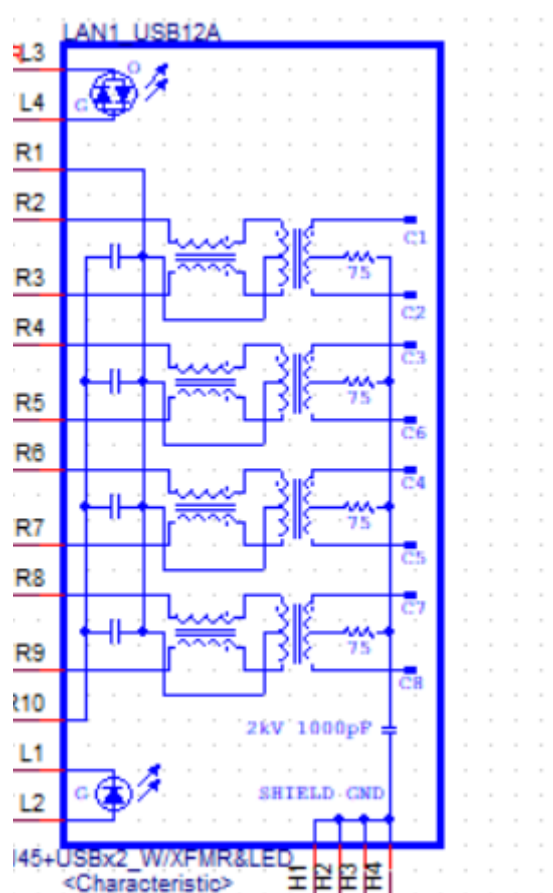 LAN1_USB12A
L3
O
G
L4
R1
R2
C1
75
R3
C2
R4
C3
75
R5
C6
R6
C4
75
R7
C5
R8
C7
75
R9
C8
R10
2kV 1000pF
L1
G
SHIELD GND
L2
J45+USBx2_W/XFMR&LED
<Characteristic>
H1
H2
H3
H4